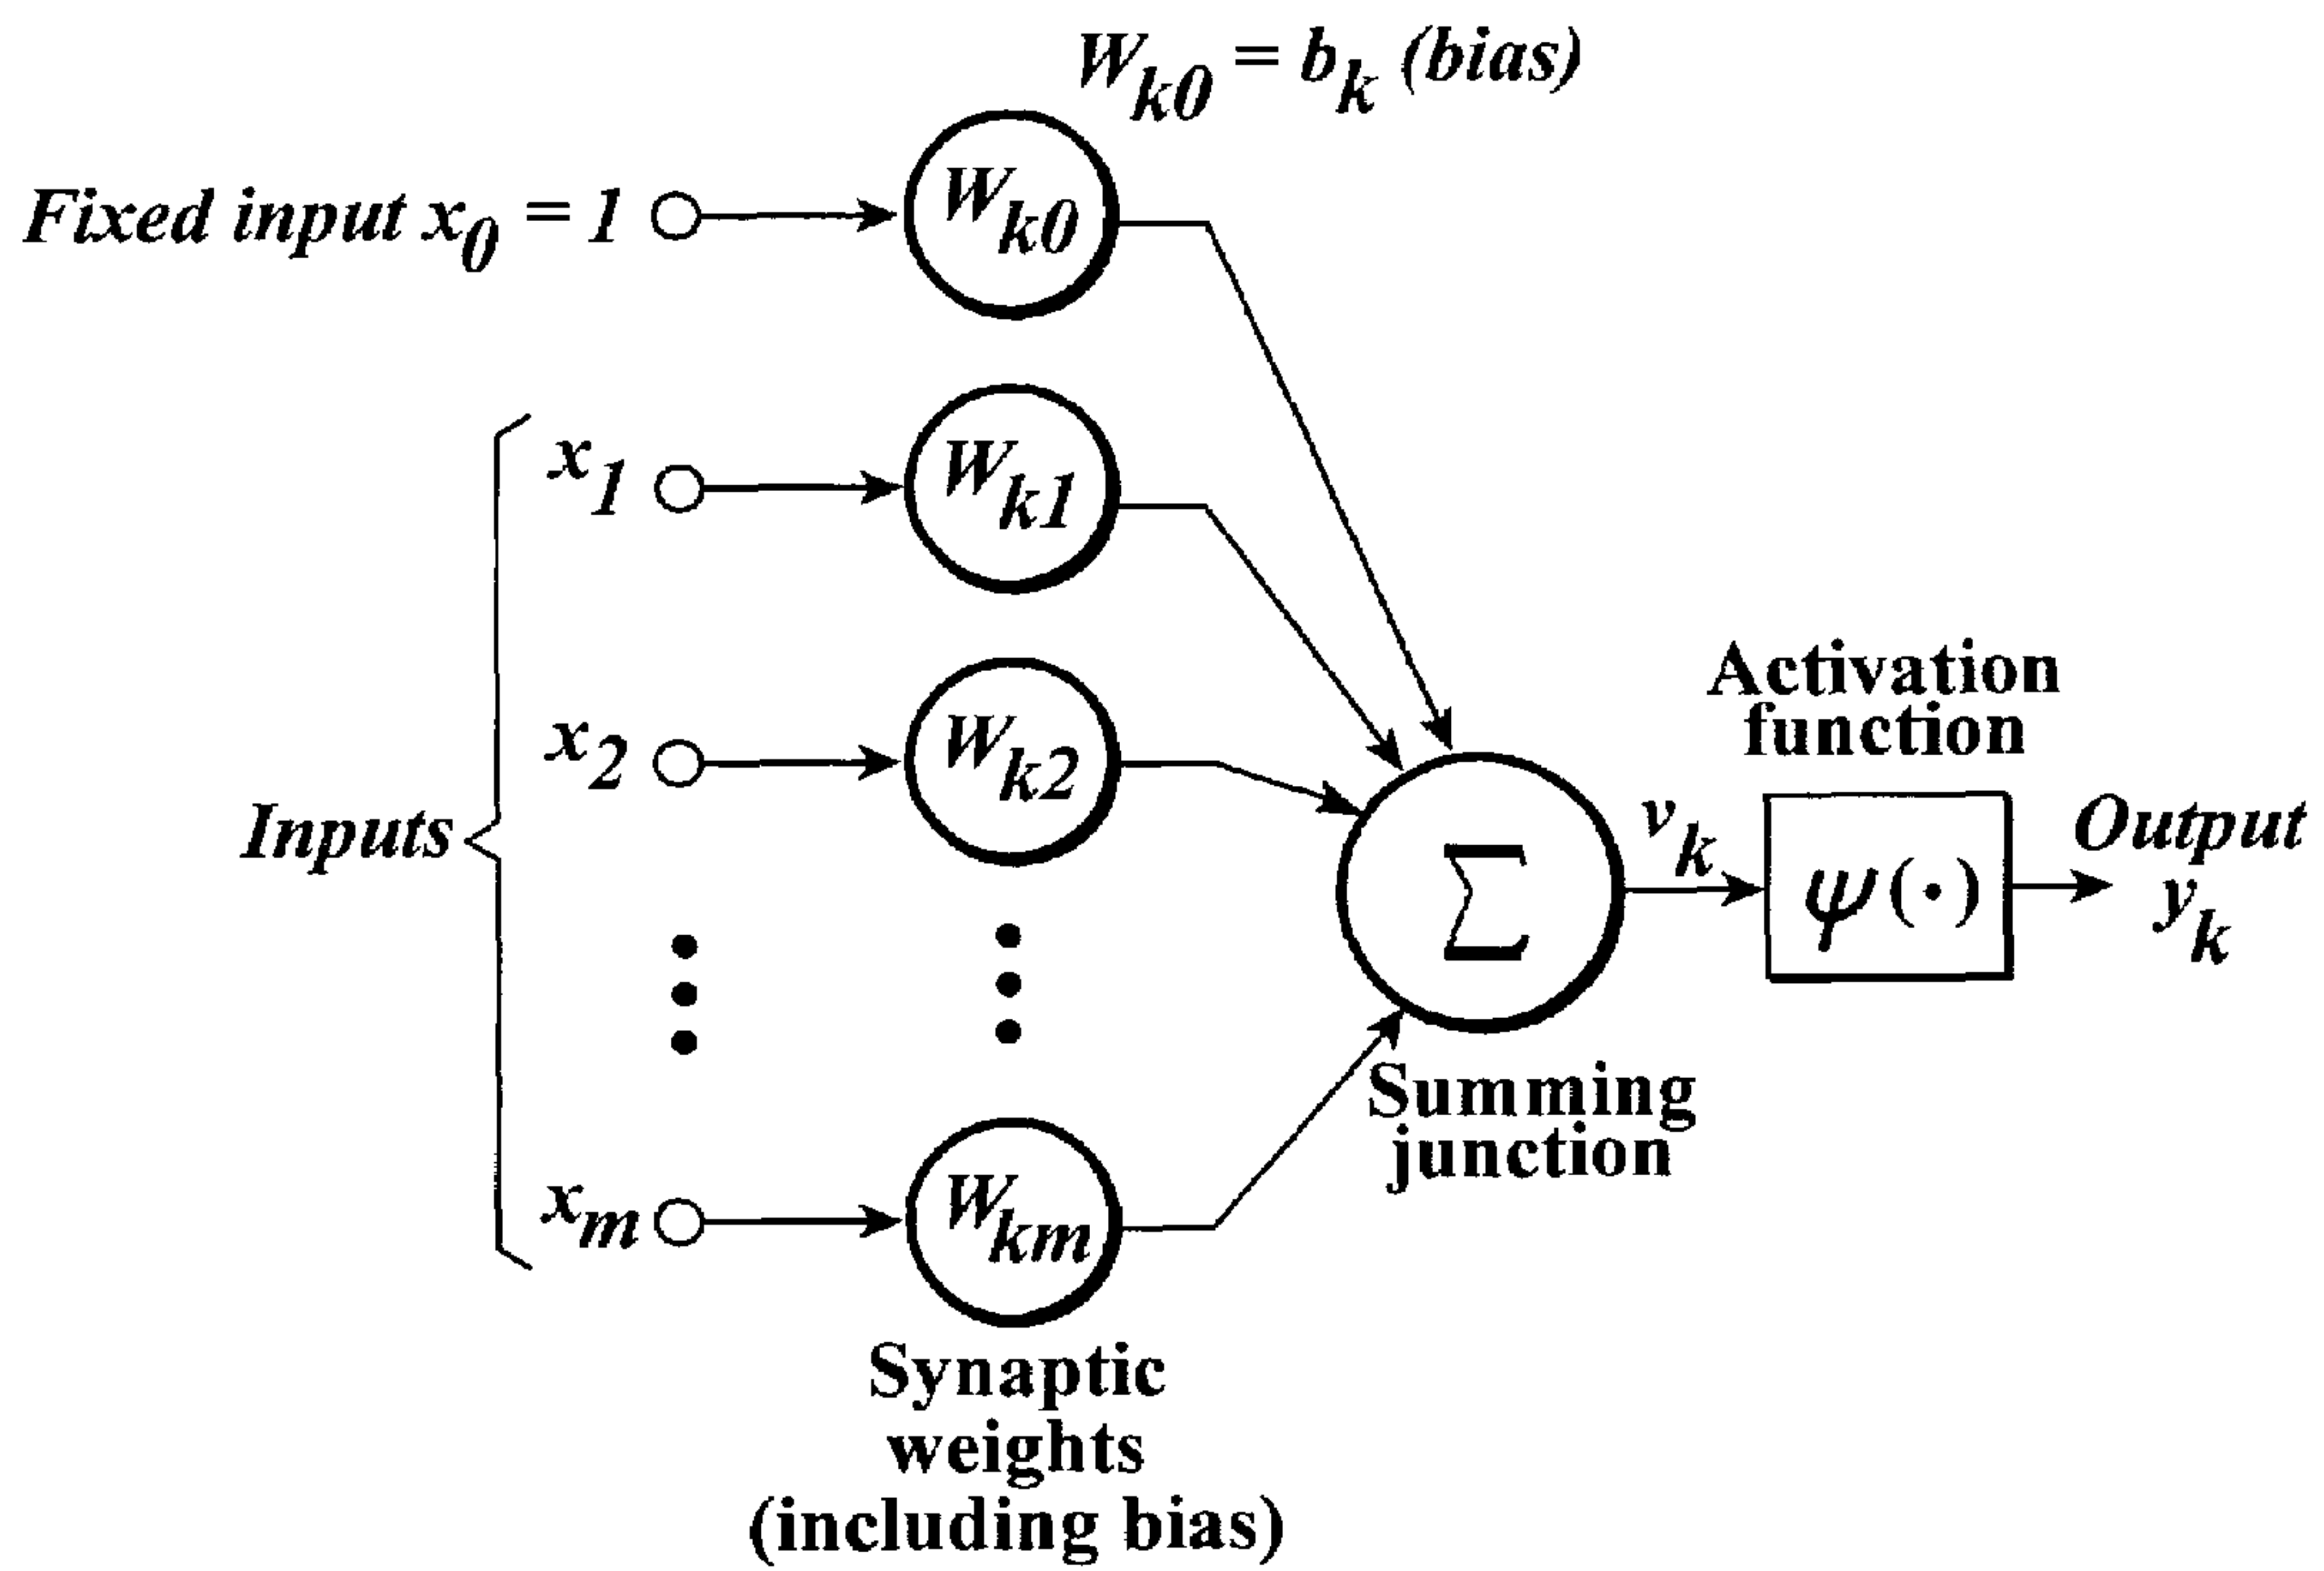 W_k0 = b_k (bias)
Fixed input x_0 = 1
W_k0
x_1
W_k1
x_2
W_k2
Inputs
x_m
W_km
Σ
Summing
junction
v_k
Activation
function
ψ(·)
Output
y_k
Synaptic
weights
(including bias)